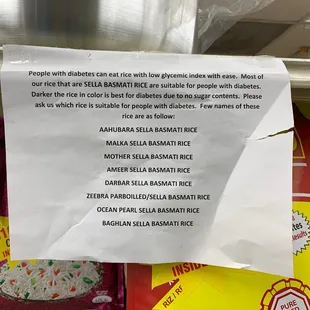 People with diabetes can eat rice with low glycemic index with ease. Most of
our rice that are SELLA BASMATI RICE are suitable for people with diabetes.
Darker the rice in color is best for diabetes due to no sugar contents. Please
ask us which rice is suitable for people with diabetes. Few names of these
rice are as follow:
AAHUBARA SELLA BASMATI RICE
MALKA SELLA BASMATI RICE
MOTHER SELLA BASMATI RICE
AMEER SELLA BASMATI RICE
DARBAR SELLA BASMATI RICE
ZEEBRA PARBOILLED/SELLA BASMATI RICE
OCEAN PEARL SELLA BASMATI RICE
BAGHLAN SELLA BASMATI RICE
INSID
RIZ / R
PRO